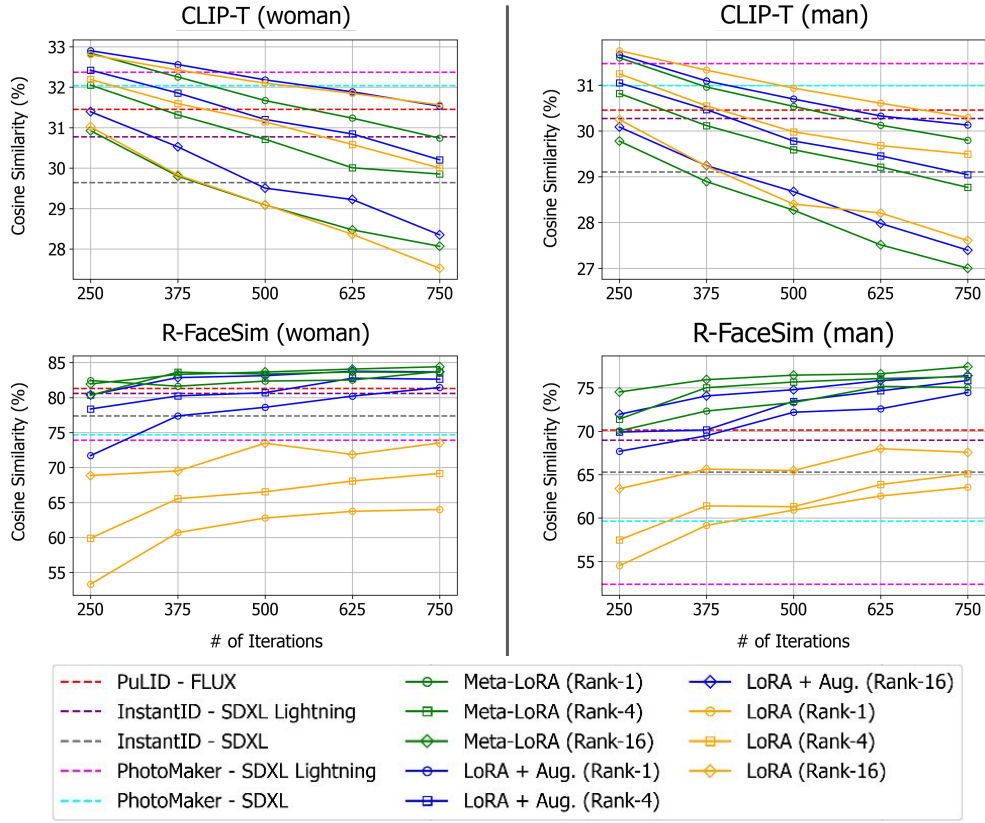 CLIP-T (woman)
CLIP-T (man)
Cosine Similarity (%)
33
32
31
30
29
28
250 375 500 625 750
Cosine Similarity (%)
31
30
29
28
27
250 375 500 625 750
R-FaceSim (woman)
R-FaceSim (man)
Cosine Similarity (%)
85
80
75
70
65
60
55
250 375 500 625 750
# of Iterations
Cosine Similarity (%)
75
70
65
60
55
250 375 500 625 750
# of Iterations
PuLID - FLUX
InstantID - SDXL Lightning
InstantID - SDXL
PhotoMaker - SDXL Lightning
PhotoMaker - SDXL
Meta-LoRA (Rank-1)
Meta-LoRA (Rank-4)
Meta-LoRA (Rank-16)
LoRA + Aug. (Rank-1)
LoRA + Aug. (Rank-4)
LoRA + Aug. (Rank-16)
LoRA (Rank-1)
LoRA (Rank-4)
LoRA (Rank-16)